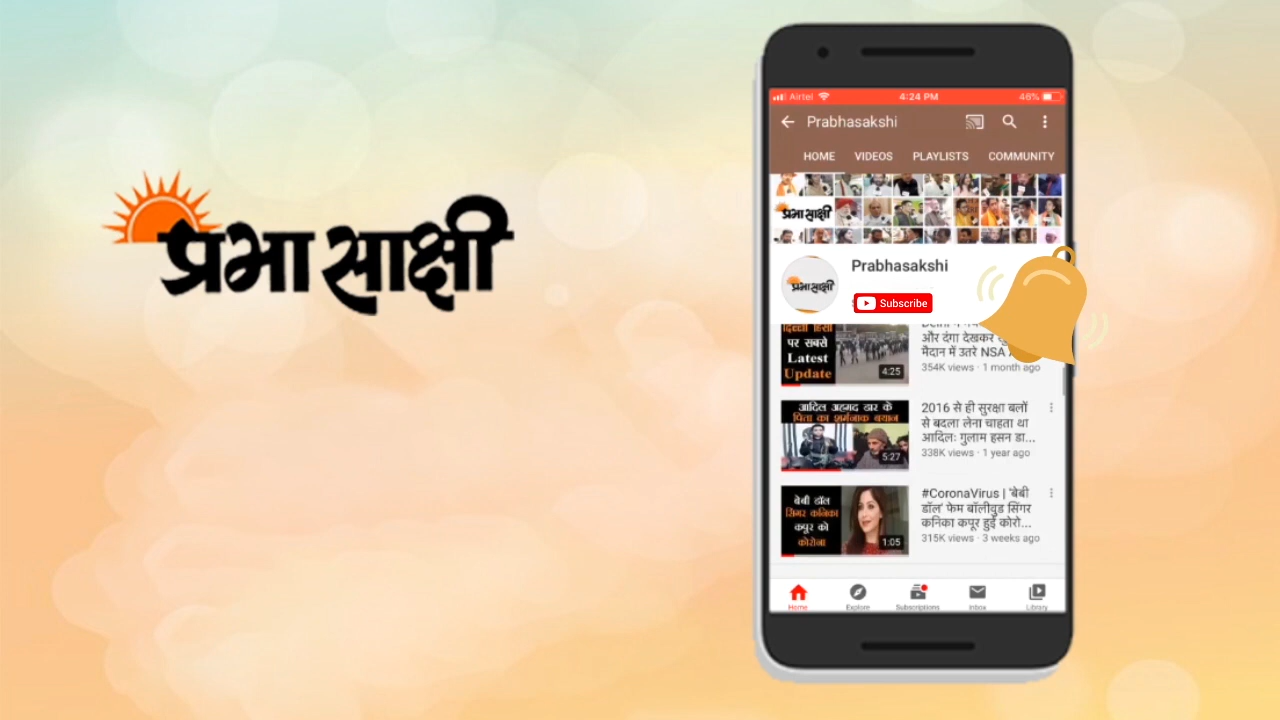 प्रभासाक्षी
Airtel 4:24 PM 46%
Prabhasakshi
HOME VIDEOS PLAYLISTS COMMUNITY
प्रभासाक्षी
Prabhasakshi
प्रभासाक्षी
Subscribe
दिल्ली हिंसा
पर सबसे
Latest
Update
4:25
और दंगा देखकर
मैदान में उतरे NSA
354K views · 1 month ago
आदिल अहमद डार के
पिता का शर्मनाक बयान
5:27
2016 से ही सुरक्षा बलों
से बदला लेना चाहता था
आदिलः गुलाम हसन डा...
338K views · 1 year ago
बेबी डॉल
सिंगर कनिका
कपूर को
कोरोना
1:05
#CoronaVirus | 'बेबी
डॉल' फेम बॉलीवुड सिंगर
कनिका कपूर हुईं कोरो...
315K views · 3 weeks ago
Home Explore Subscriptions Inbox Library